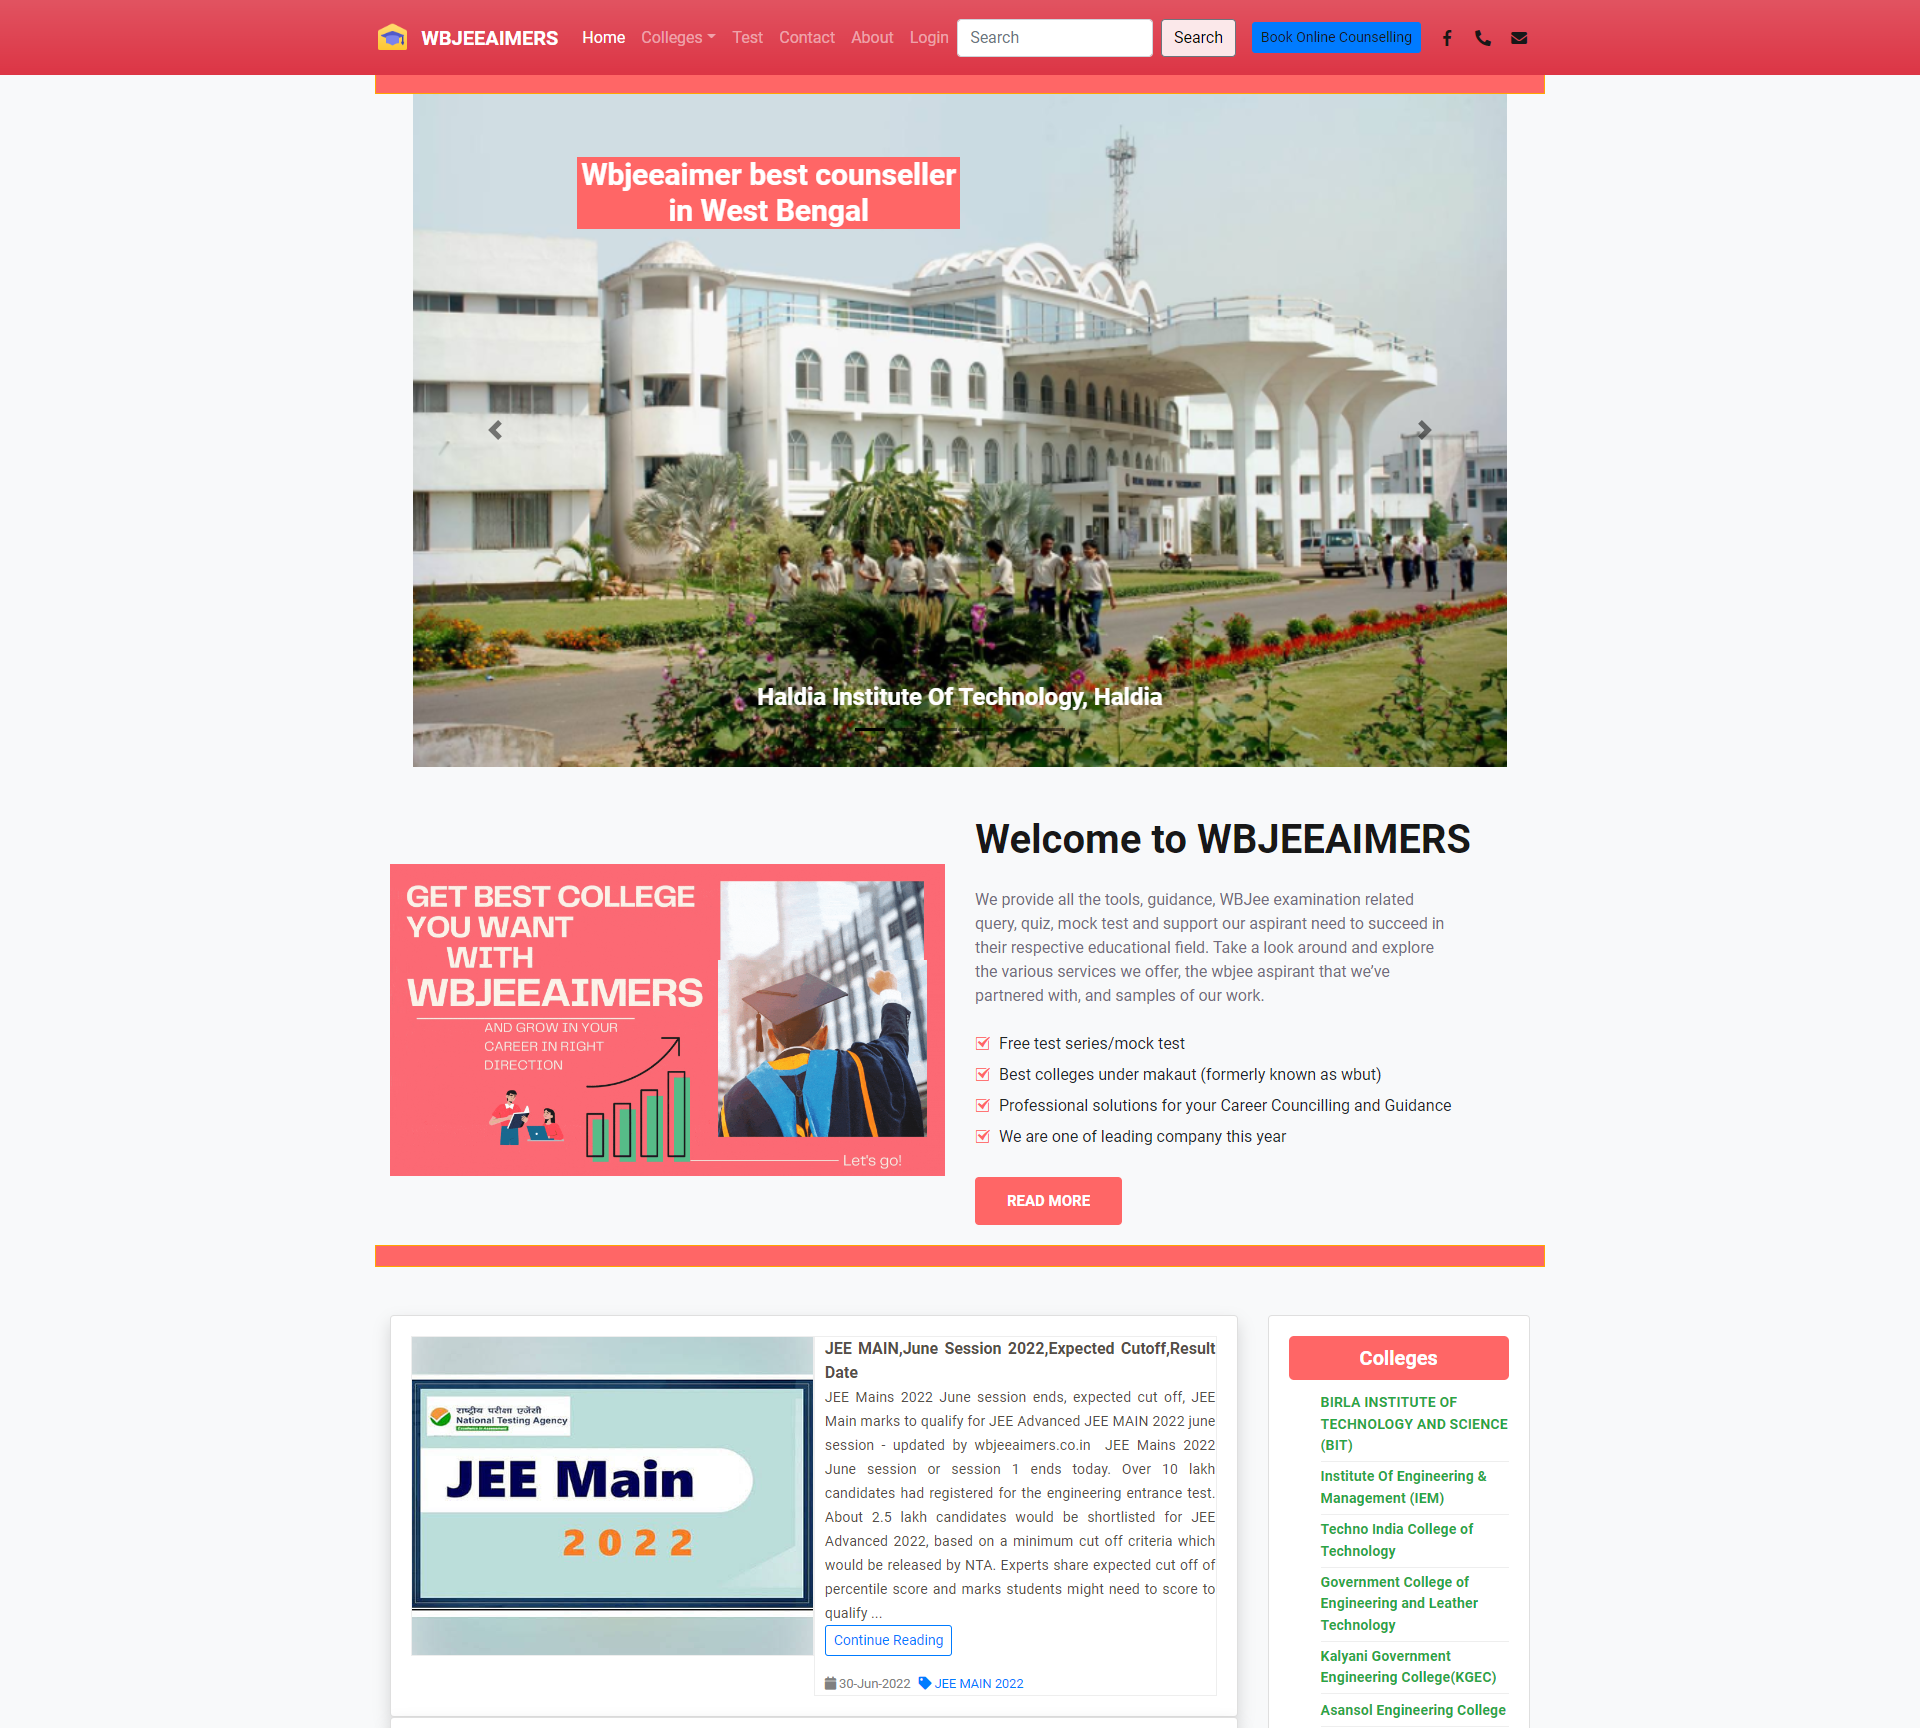 WBJEEAIMERS Home Colleges Test Contact About Login Search Search Book Online Counselling
Wbjeeaimer best counseller
in West Bengal
Haldia Institute Of Technology, Haldia
GET BEST COLLEGE
YOU WANT
WITH
WBJEEAIMERS
AND GROW IN YOUR
CAREER IN RIGHT
DIRECTION
Let's go!
Welcome to WBJEEAIMERS
We provide all the tools, guidance, WBJee examination related
query, quiz, mock test and support our aspirant need to succeed in
their respective educational field. Take a look around and explore
the various services we offer, the wbjee aspirant that we've
partnered with, and samples of our work.
Free test series/mock test
Best colleges under makaut (formerly known as wbut)
Professional solutions for your Career Councilling and Guidance
We are one of leading company this year
READ MORE
राष्ट्रीय परीक्षा एजेंसी
National Testing Agency
JEE Main
2022
JEE MAIN,June Session 2022,Expected Cutoff,Result
Date
JEE Mains 2022 June session ends, expected cut off, JEE
Main marks to qualify for JEE Advanced JEE MAIN 2022 june
session - updated by wbjeeaimers.co.in JEE Mains 2022
June session or session 1 ends today. Over 10 lakh
candidates had registered for the engineering entrance test.
About 2.5 lakh candidates would be shortlisted for JEE
Advanced 2022, based on a minimum cut off criteria which
would be released by NTA. Experts share expected cut off of
percentile score and marks students might need to score to
qualify ...
Continue Reading
30-Jun-2022 JEE MAIN 2022
Colleges
BIRLA INSTITUTE OF
TECHNOLOGY AND SCIENCE
(BIT)
Institute Of Engineering &
Management (IEM)
Techno India College of
Technology
Government College of
Engineering and Leather
Technology
Kalyani Government
Engineering College(KGEC)
Asansol Engineering College